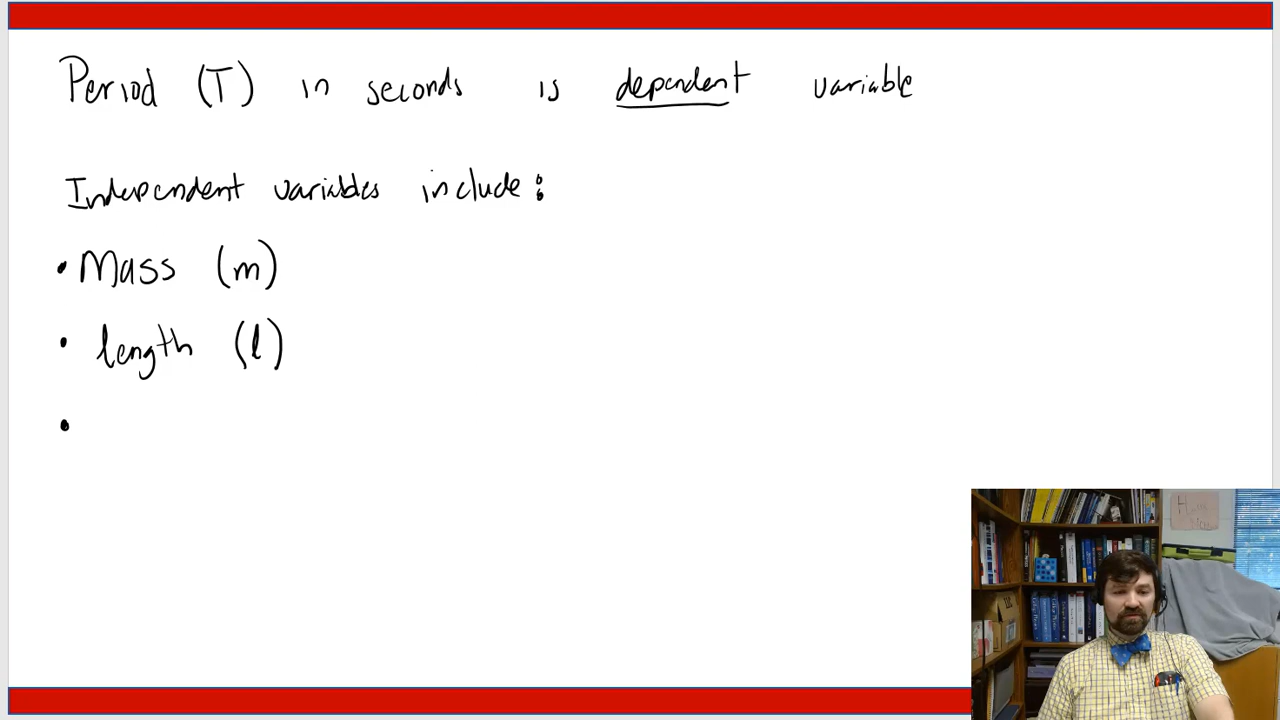 Period (T) in seconds is dependent variable
Independent variables include:
• Mass (m)
• length (l)
•